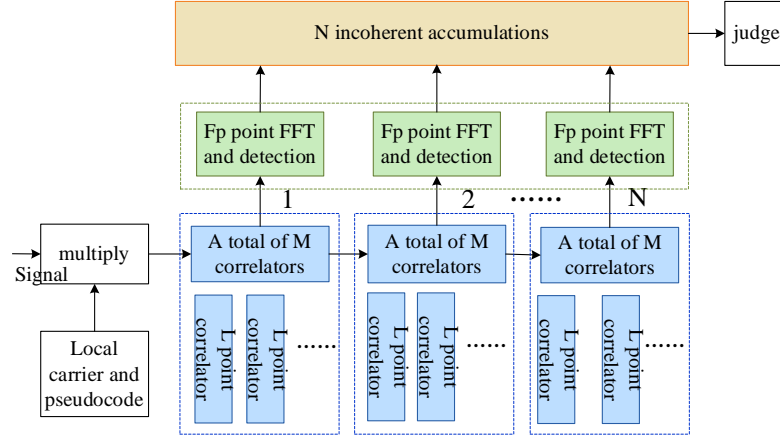 N incoherent accumulations
judge
Fp point FFT
and detection
Fp point FFT
and detection
Fp point FFT
and detection
1
2
......
N
Signal
multiply
A total of M
correlators
A total of M
correlators
A total of M
correlators
Local
carrier and
pseudocode
L point
correlator
L point
correlator
......
L point
correlator
L point
correlator
......
L point
correlator
L point
correlator
......